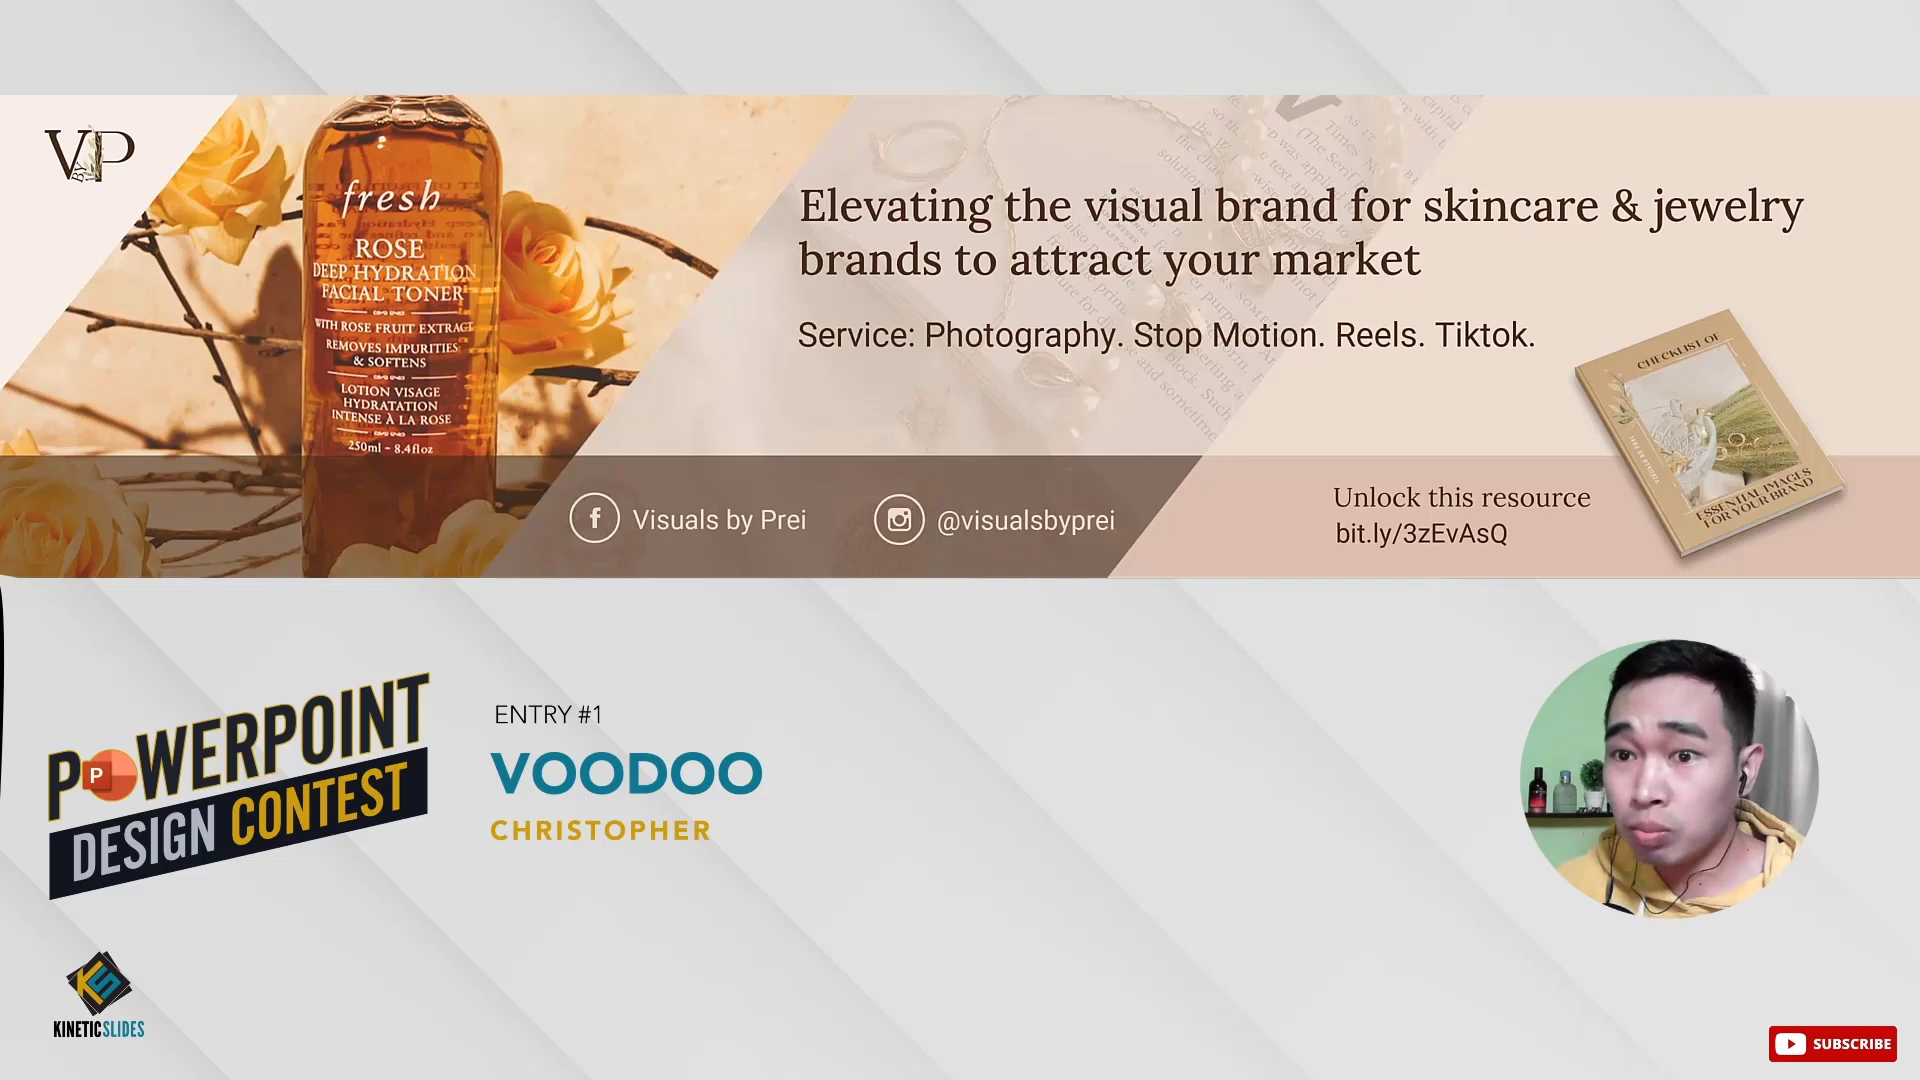 VP
BY
fresh
ROSE
DEEP HYDRATION
FACIAL TONER
WITH ROSE FRUIT EXTRACT
REMOVES IMPURITIES
& SOFTENS
LOTION VISAGE
HYDRATATION
INTENSE À LA ROSE
250ml - 8.4floz
Elevating the visual brand for skincare & jewelry
brands to attract your market
Service: Photography. Stop Motion. Reels. Tiktok.
CHECKLIST OF
ESSENTIAL IMAGES
FOR YOUR BRAND
Visuals by Prei
@visualsbyprei
Unlock this resource
bit.ly/3zEvAsQ
POWERPOINT
DESIGN CONTEST
ENTRY #1
VOODOO
CHRISTOPHER
KS
KINETICSLIDES
SUBSCRIBE